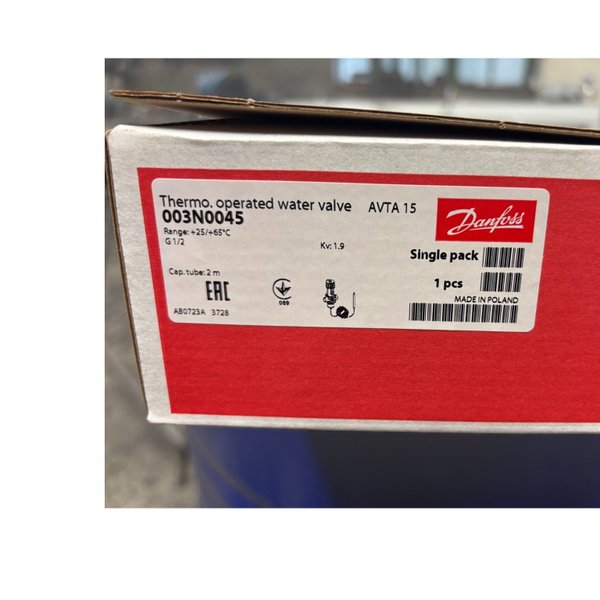 Thermo. operated water valve AVTA 15
003N0045
Danfoss
Range: +25/+65°C
G 1/2
Kv: 1.9
Single pack
1 pcs
Cap. tube: 2 m
MADE IN POLAND
EAC
089
AB0723A 3728